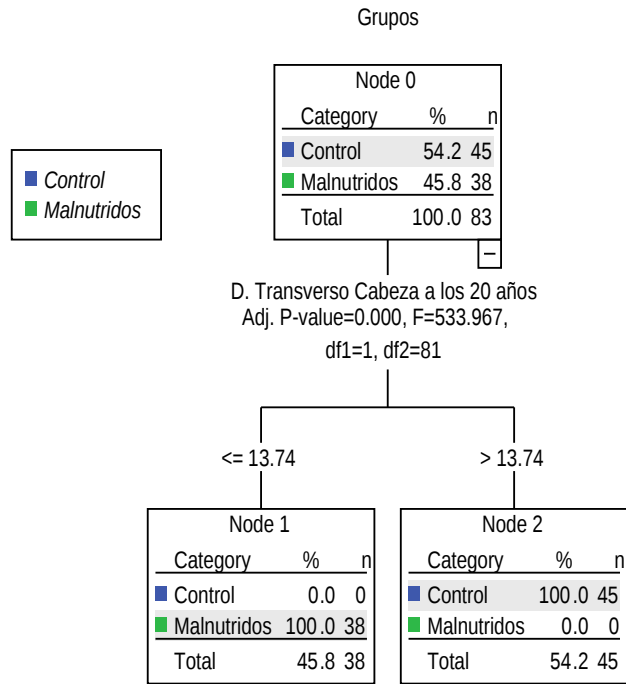 Grupos
Node 0
Category % n
Control 54.2 45
Malnutridos 45.8 38
Total 100.0 83
Control
Malnutridos
D. Transverso Cabeza a los 20 años
Adj. P-value=0.000, F=533.967,
df1=1, df2=81
<= 13.74
> 13.74
Node 1
Category % n
Control 0.0 0
Malnutridos 100.0 38
Total 45.8 38
Node 2
Category % n
Control 100.0 45
Malnutridos 0.0 0
Total 54.2 45